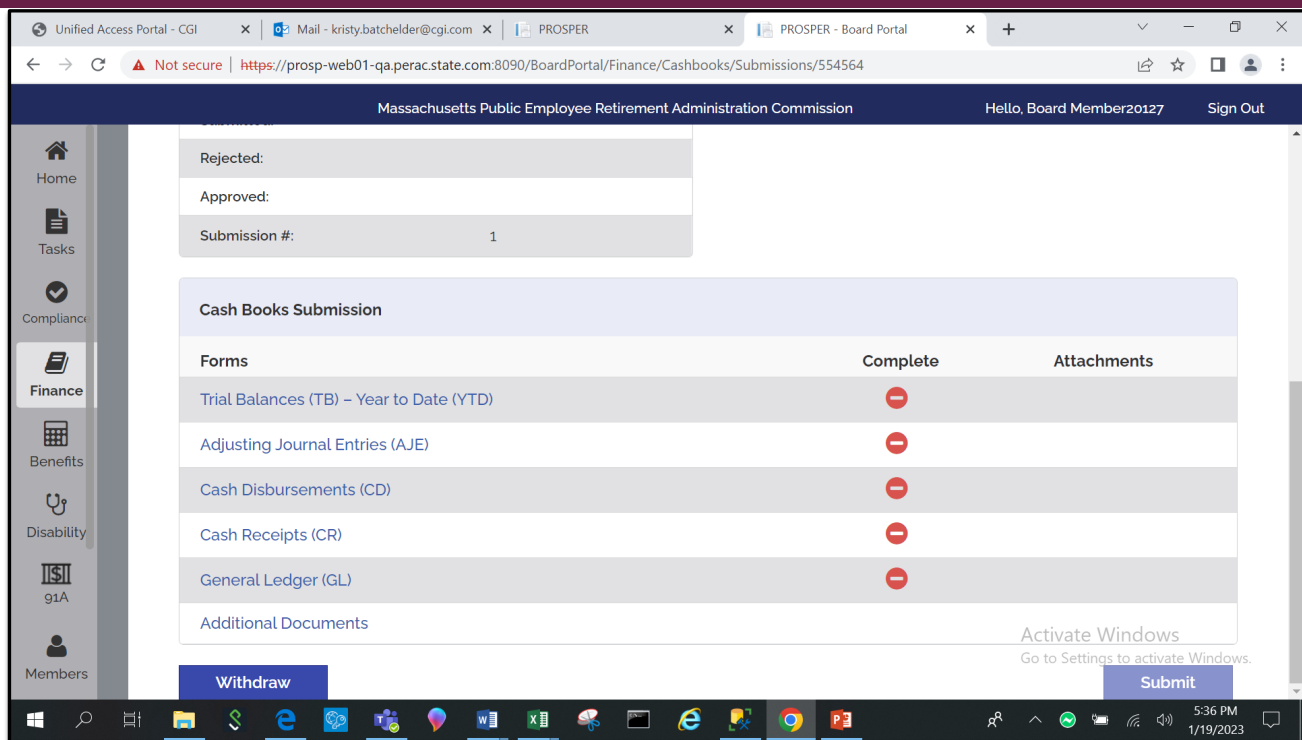 Unified Access Portal - CGI
Mail - kristy.batchelder@cgi.com
PROSPER
PROSPER - Board Portal
Not secure | https://prosp-web01-qa.perac.state.com:8090/BoardPortal/Finance/Cashbooks/Submissions/554564
Massachusetts Public Employee Retirement Administration Commission
Hello, Board Member20127
Sign Out
Home
Tasks
Compliance
Finance
Benefits
Disability
91A
Members
Rejected:
Approved:
Submission #: 1
Cash Books Submission
Forms Complete Attachments
Trial Balances (TB) – Year to Date (YTD)
Adjusting Journal Entries (AJE)
Cash Disbursements (CD)
Cash Receipts (CR)
General Ledger (GL)
Additional Documents
Activate Windows
Go to Settings to activate Windows.
Withdraw
Submit
5:36 PM
1/19/2023